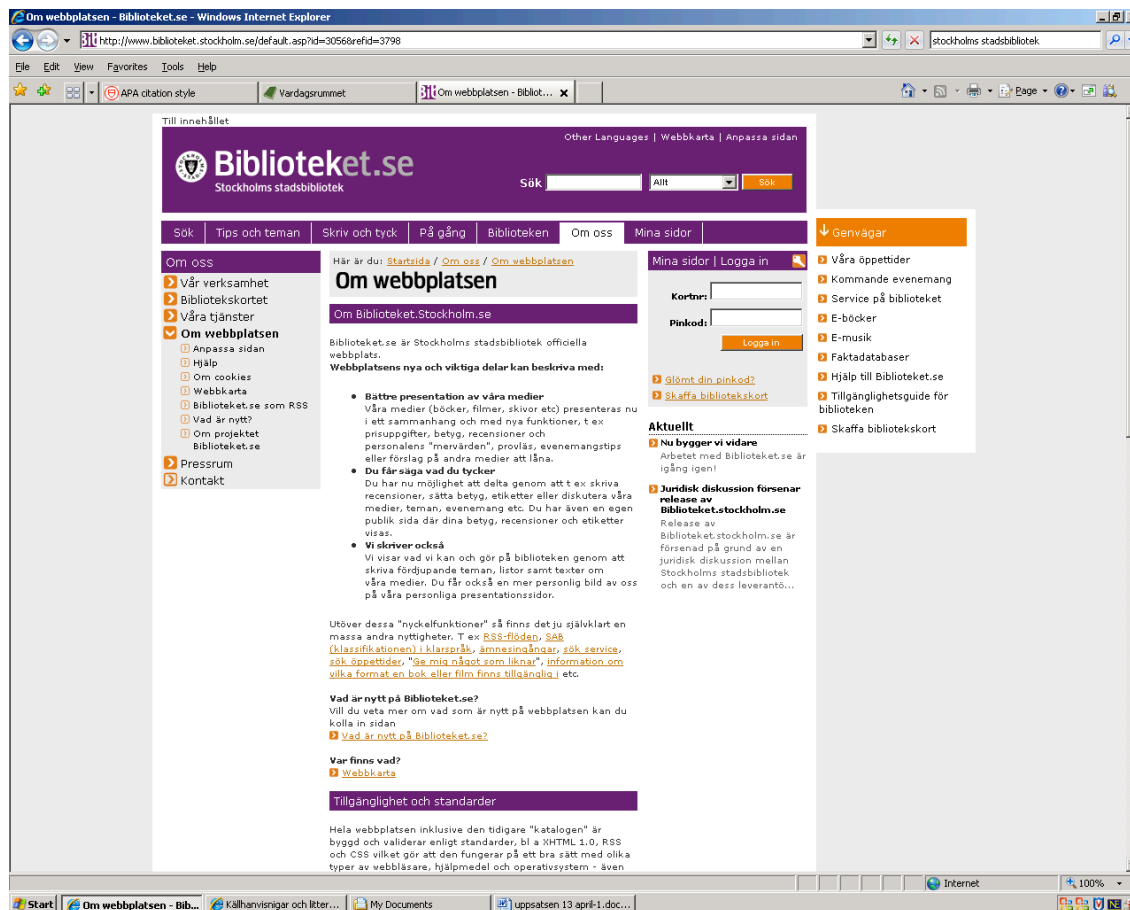 Om webbplatsen - Biblioteket.se - Windows Internet Explorer
http://www.biblioteket.stockholm.se/default.asp?id=3056&refid=3798
stockholms stadsbibliotek
File Edit View Favorites Tools Help
APA citation style
Vardagsrummet
Om webbplatsen - Bibliot...
Page
Till innehållet
Other Languages | Webbkarta | Anpassa sidan
Biblioteket.se
Stockholms stadsbibliotek
Sök
Allt
Sök
Sök
Tips och teman
Skriv och tyck
På gång
Biblioteken
Om oss
Mina sidor
Om oss
Vår verksamhet
Bibliotekskortet
Våra tjänster
Om webbplatsen
Anpassa sidan
Hjälp
Om cookies
Webbkarta
Biblioteket.se som RSS
Vad är nytt?
Om projektet
Biblioteket.se
Pressrum
Kontakt
Här är du: Startsida / Om oss / Om webbplatsen
Om webbplatsen
Om Biblioteket.Stockholm.se
Biblioteket.se är Stockholms stadsbibliotek officiella
webbplats.
Webbplatsens nya och viktiga delar kan beskriva med:
• Bättre presentation av våra medier
Våra medier (böcker, filmer, skivor etc) presenteras nu
i ett sammanhang och med nya funktioner, t ex
prisuppgifter, betyg, recensioner och
personalens "mervärden", provläs, evenemangstips
eller förslag på andra medier att låna.
• Du får säga vad du tycker
Du har nu möjlighet att delta genom att t ex skriva
recensioner, sätta betyg, etiketter eller diskutera våra
medier, teman, evenemang etc. Du har även en egen
publik sida där dina betyg, recensioner och etiketter
visas.
• Vi skriver också
Vi visar vad vi kan och gör på biblioteken genom att
skriva fördjupande teman, listor samt texter om
våra medier. Du får också en mer personlig bild av oss
på våra personliga presentationssidor.
Utöver dessa "nyckelfunktioner" så finns det ju självklart en
massa andra nyttigheter. T ex RSS-flöden, SAB
(klassifikationen) i klarspråk, ämnesingångar, sök service,
sök öppettider, "Ge mig något som liknar", information om
vilka format en bok eller film finns tillgänglig i etc.
Vad är nytt på Biblioteket.se?
Vill du veta mer om vad som är nytt på webbplatsen kan du
kolla in sidan
Vad är nytt på Biblioteket.se?
Var finns vad?
Webbkarta
Tillgänglighet och standarder
Hela webbplatsen inklusive den tidigare "katalogen" är
byggd och validerar enligt standarder, bl a XHTML 1.0, RSS
och CSS vilket gör att den fungerar på ett bra sätt med olika
typer av webbläsare, hjälpmedel och operativsystem - även
Mina sidor | Logga in
Kortnr:
Pinkod:
Logga in
Glömt din pinkod?
Skaffa bibliotekskort
Aktuellt
Nu bygger vi vidare
Arbetet med Biblioteket.se är
igång igen!
Juridisk diskussion försenar
release av
Biblioteket.stockholm.se
Release av
Biblioteket.stockholm.se är
försenad på grund av en
juridisk diskussion mellan
Stockholms stadsbibliotek
och en av dess leverantö...
Genvägar
Våra öppettider
Kommande evenemang
Service på biblioteket
E-böcker
E-musik
Faktadatabaser
Hjälp till Biblioteket.se
Tillgänglighetsguide för
biblioteken
Skaffa bibliotekskort
Internet
100%
Start
Om webbplatsen - Bib...
Källhanvisnigar och litter...
My Documents
uppsatsen 13 april-1.doc...